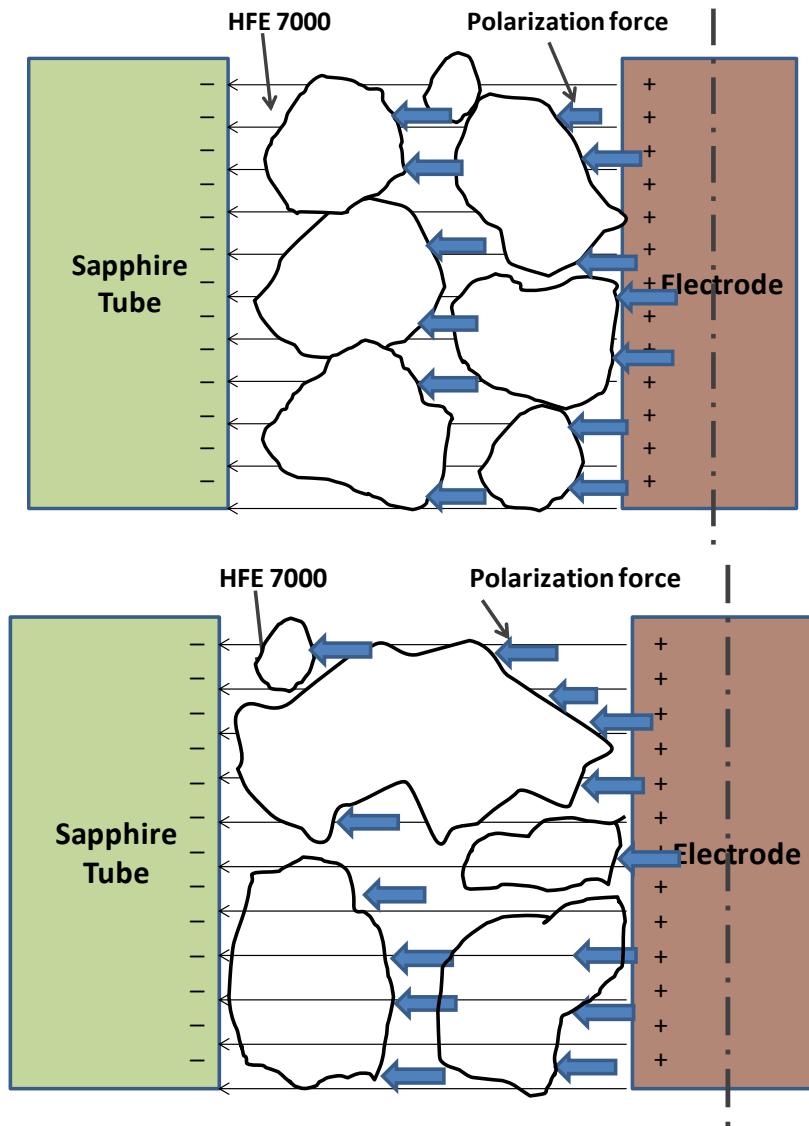 HFE 7000
Polarization force
Sapphire
Tube
Electrode
− − − − − − − − − − − − −
+ + + + + + + + + + + + +
HFE 7000
Polarization force
Sapphire
Tube
Electrode
− − − − − − − − − − − − −
+ + + + + + + + + + + + +